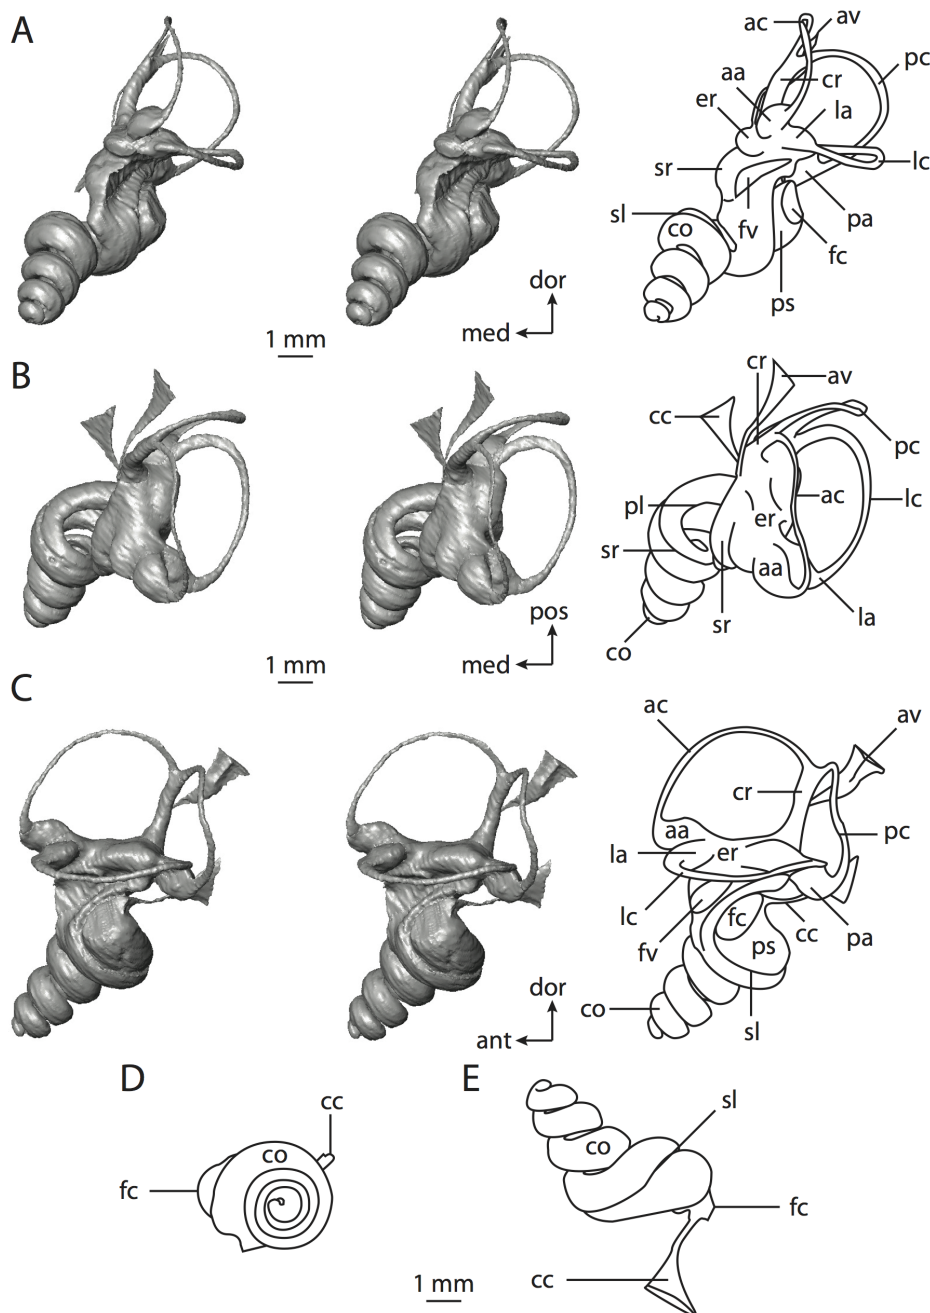 A
ac
av
pc
aa
cr
er
la
sr
lc
sl
co
fv
pa
fc
ps
dor
med
1 mm
B
cr
av
cc
pc
pl
ac
lc
er
sr
aa
la
sr
co
pos
med
1 mm
C
ac
av
cr
aa
pc
la
er
lc
fc
cc
pa
fv
ps
co
sl
dor
ant
D
E
cc
sl
co
co
fc
fc
cc
1 mm